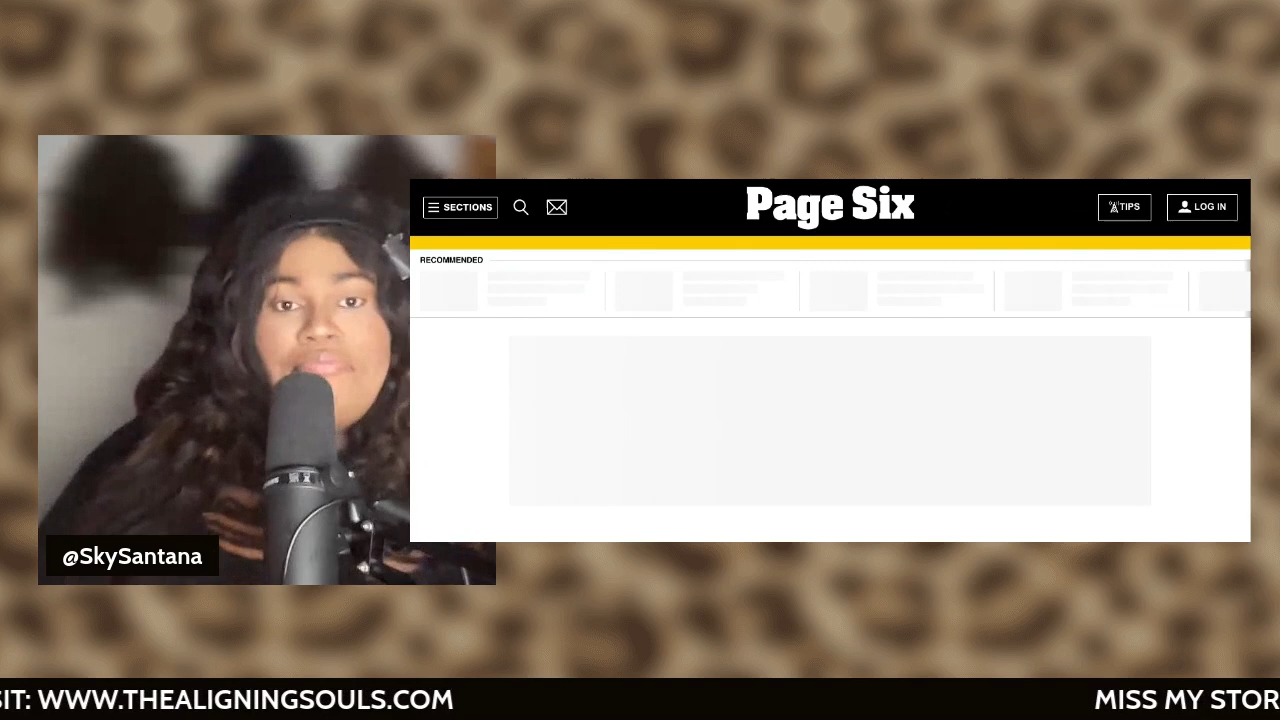 SECTIONS
Page Six
TIPS
LOG IN
RECOMMENDED
@SkySantana
SIT: WWW.THEALIGNINGSOULS.COM
MISS MY STOR